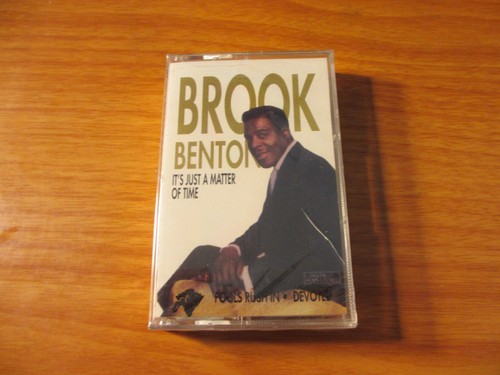 BROOK
BENTON
IT'S JUST A MATTER
OF TIME
FOOLS RUSH IN • DEVOTED